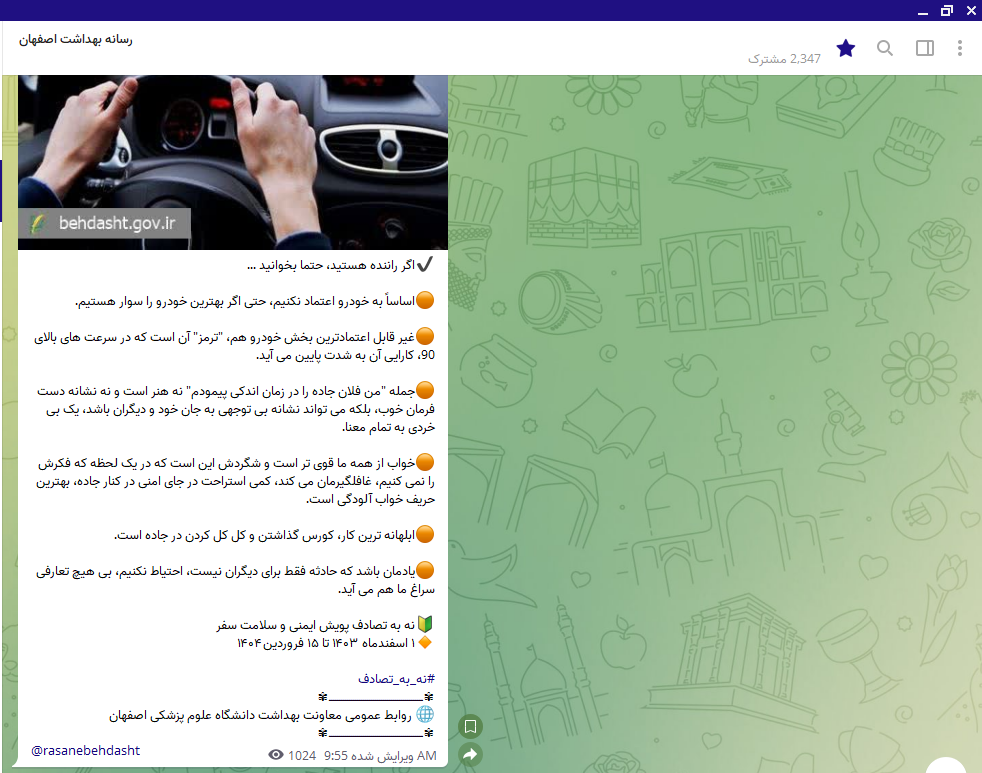 رسانه بهداشت اصفهان
2,347 مشترک
behdasht.gov.ir
✔️اگر راننده هستید، حتما بخوانید ...
🟠اساساً به خودرو اعتماد نکنیم، حتی اگر بهترین خودرو را سوار هستیم.
🟠غیر قابل اعتمادترین بخش خودرو هم، "ترمز" آن است که در سرعت های بالای
90، کارایی آن به شدت پایین می آید.
🟠جمله "من فلان جاده را در زمان اندکی پیمودم" نه هنر است و نه نشانه دست
فرمان خوب، بلکه می تواند نشانه بی توجهی به جان خود و دیگران باشد، یک بی
خردی به تمام معنا.
🟠خواب از همه ما قوی تر است و شگردش این است که در یک لحظه که فکرش
را نمی کنیم، غافلگیرمان می کند، کمی استراحت در جای امنی در کنار جاده، بهترین
حریف خواب آلودگی است.
🟠ابلهانه ترین کار، کورس گذاشتن و کل کل کردن در جاده است.
🟠یادمان باشد که حادثه فقط برای دیگران نیست، احتیاط نکنیم، بی هیچ تعارفی
سراغ ما هم می آید.
🔰نه به تصادف پویش ایمنی و سلامت سفر
🔸۱ اسفندماه ۱۴۰۳ تا ۱۵ فروردین۱۴۰۴
#نه_به_تصادف
✾______________✾
🌐 روابط عمومی معاونت بهداشت دانشگاه علوم پزشکی اصفهان
✾______________✾
@rasanebehdasht
1024 ویرایش شده 9:55 AM